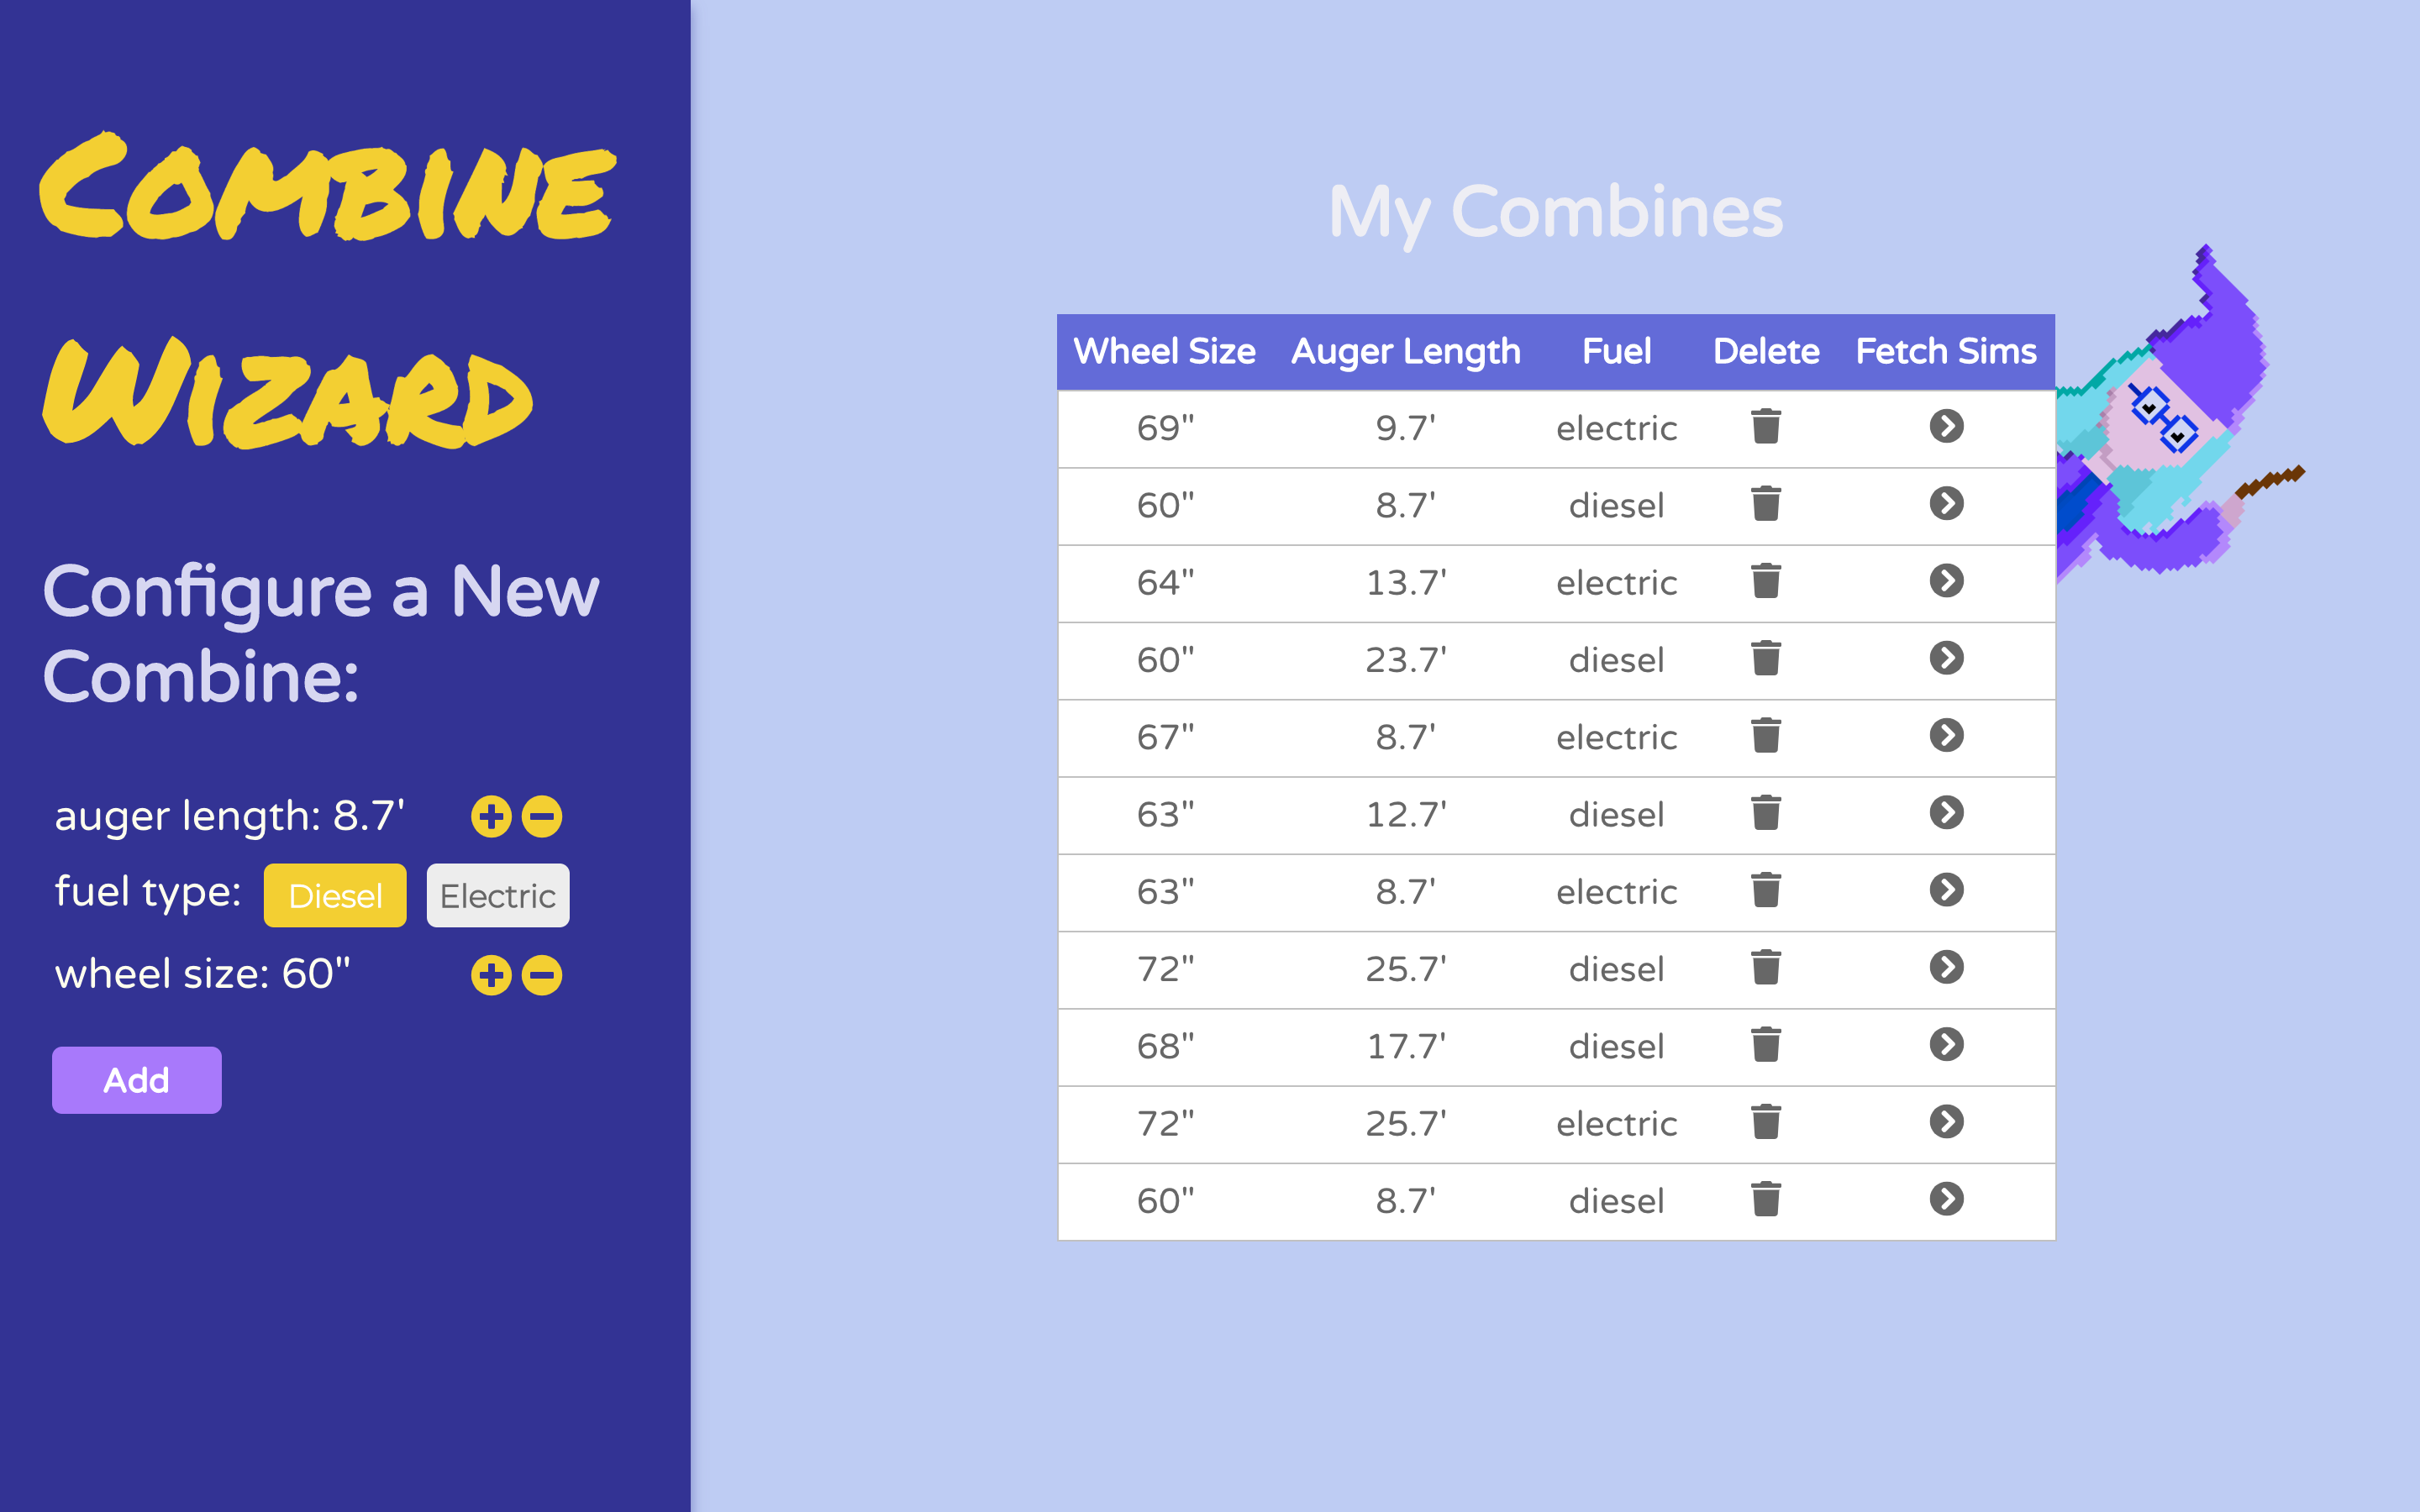 Combine
Wizard
Configure a New
Combine:
auger length: 8.7'
fuel type: Diesel Electric
wheel size: 60"
Add
My Combines
Wheel Size Auger Length Fuel Delete Fetch Sims
69" 9.7' electric
60" 8.7' diesel
64" 13.7' electric
60" 23.7' diesel
67" 8.7' electric
63" 12.7' diesel
63" 8.7' electric
72" 25.7' diesel
68" 17.7' diesel
72" 25.7' electric
60" 8.7' diesel